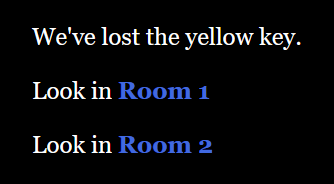 We've lost the yellow key.
Look in Room 1
Look in Room 2